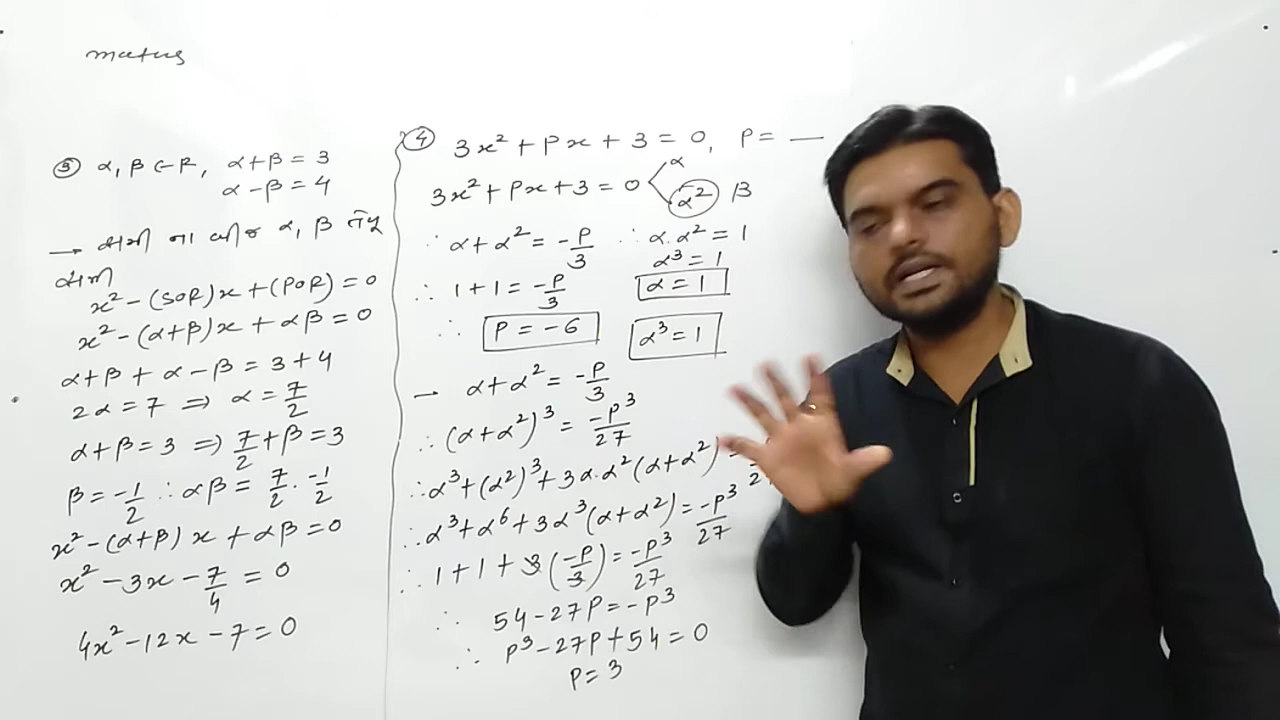 ③ α, β ∈ R, α+β = 3
α-β = 4
x² - (SOR)x + (POR) = 0
x² - (α+β)x + αβ = 0
α+β + α-β = 3+4
2α = 7 ⇒ α = 7/2
α+β = 3 ⇒ 7/2 + β = 3
β = -1/2 ∴ αβ = 7/2 · -1/2
x² - (α+β) x + αβ = 0
x² - 3x - 7/4 = 0
4x² - 12x - 7 = 0
④ 3x² + Px + 3 = 0, P = —
3x² + Px + 3 = 0 < α
α² β
∴ α+α² = -P/3 ∴ α·α² = 1
α³ = 1
∴ 1+1 = -P/3 α = 1
∴ P = -6 α³ = 1
→ α+α² = -P/3
∴ (α+α²)³ = -P³/27
∴ α³+(α²)³+3α·α²(α+α²) =
∴ α³+α⁶+3α³(α+α²) = -P³/27
∴ 1+1+3(-P/3) = -P³/27
∴ 54-27P = -P³
∴ P³-27P+54 = 0
P = 3